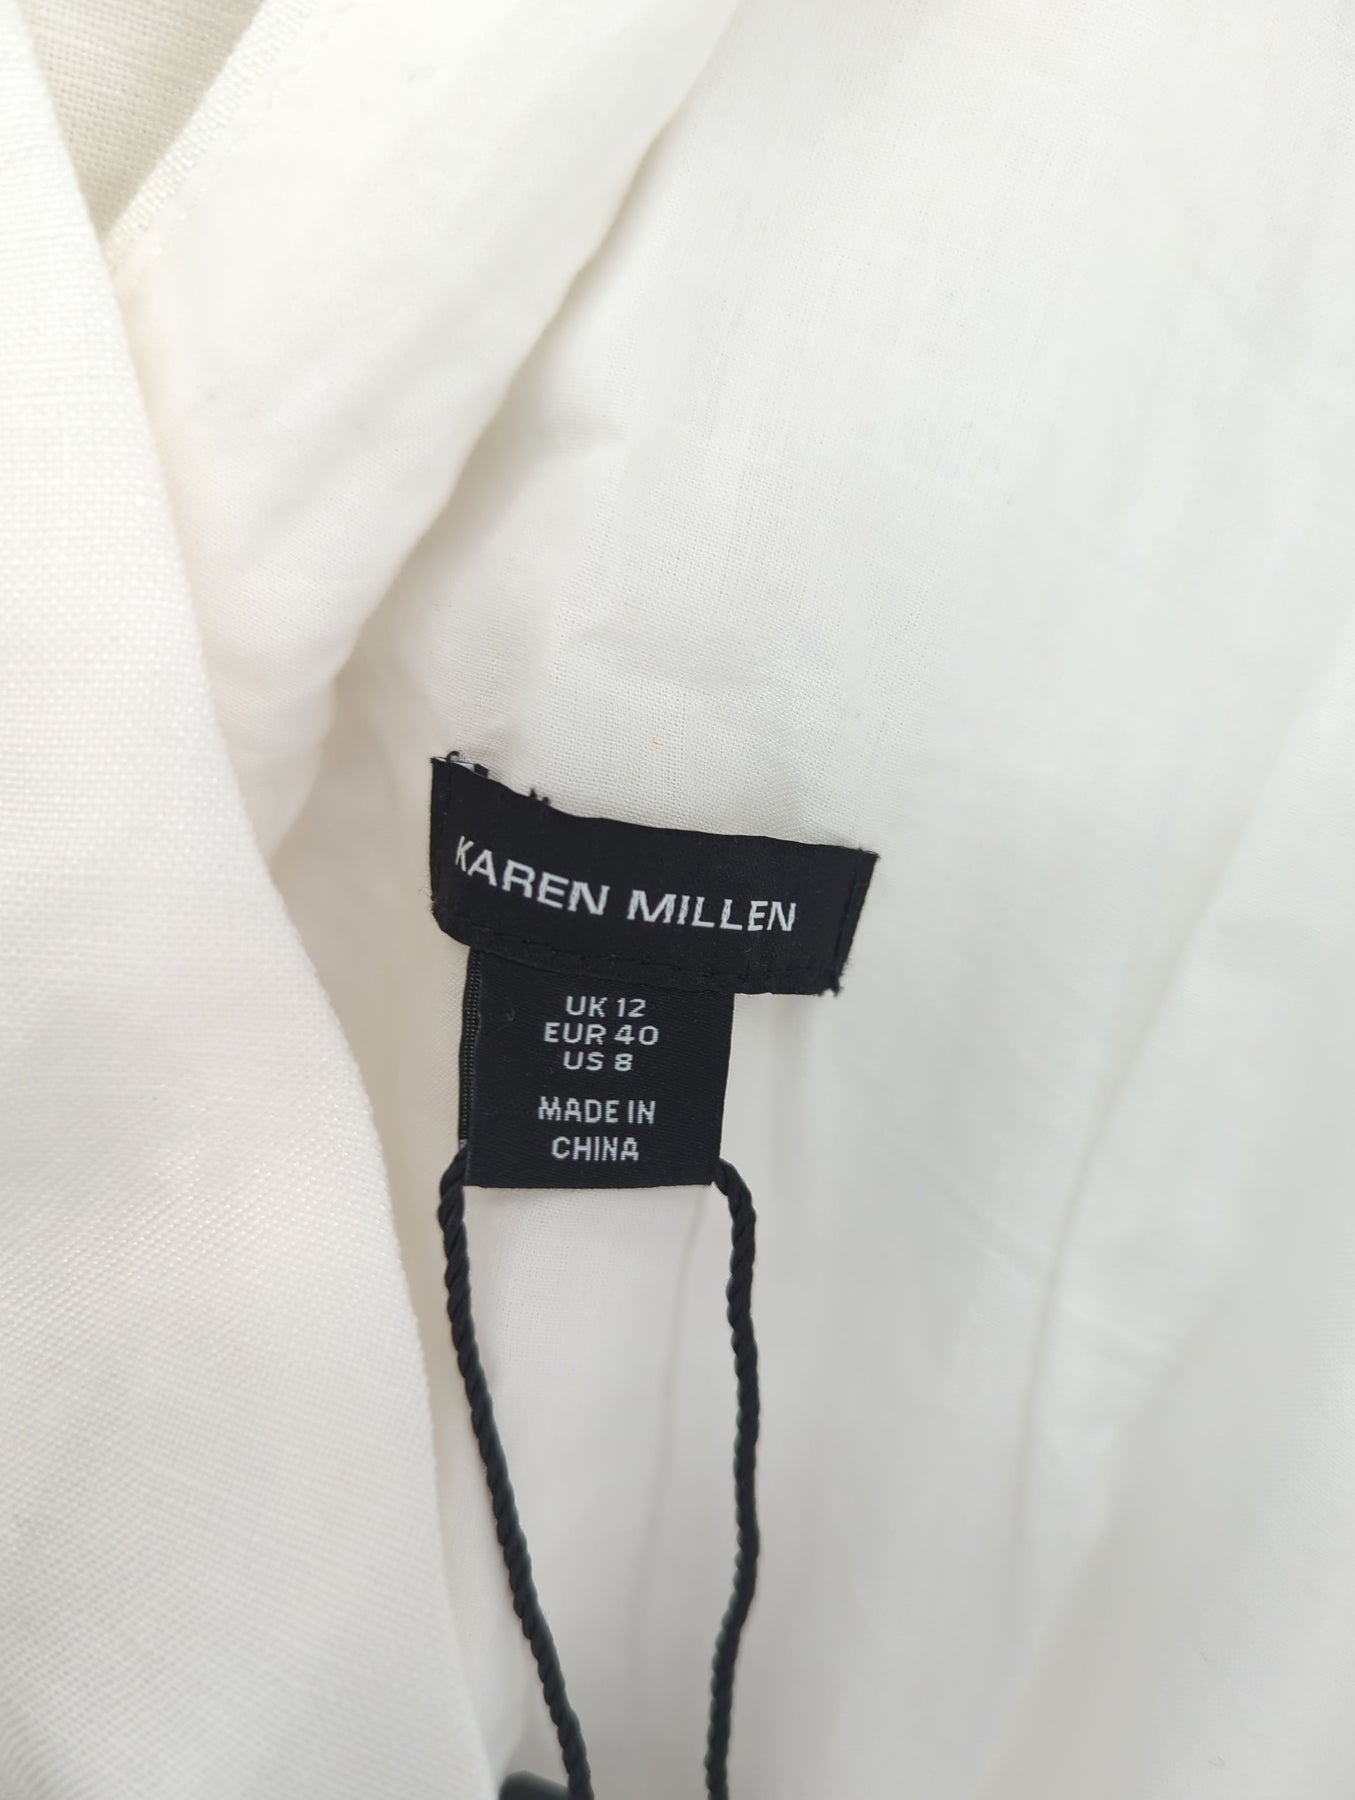 KAREN MILLEN
UK 12
EUR 40
US 8
MADE IN
CHINA